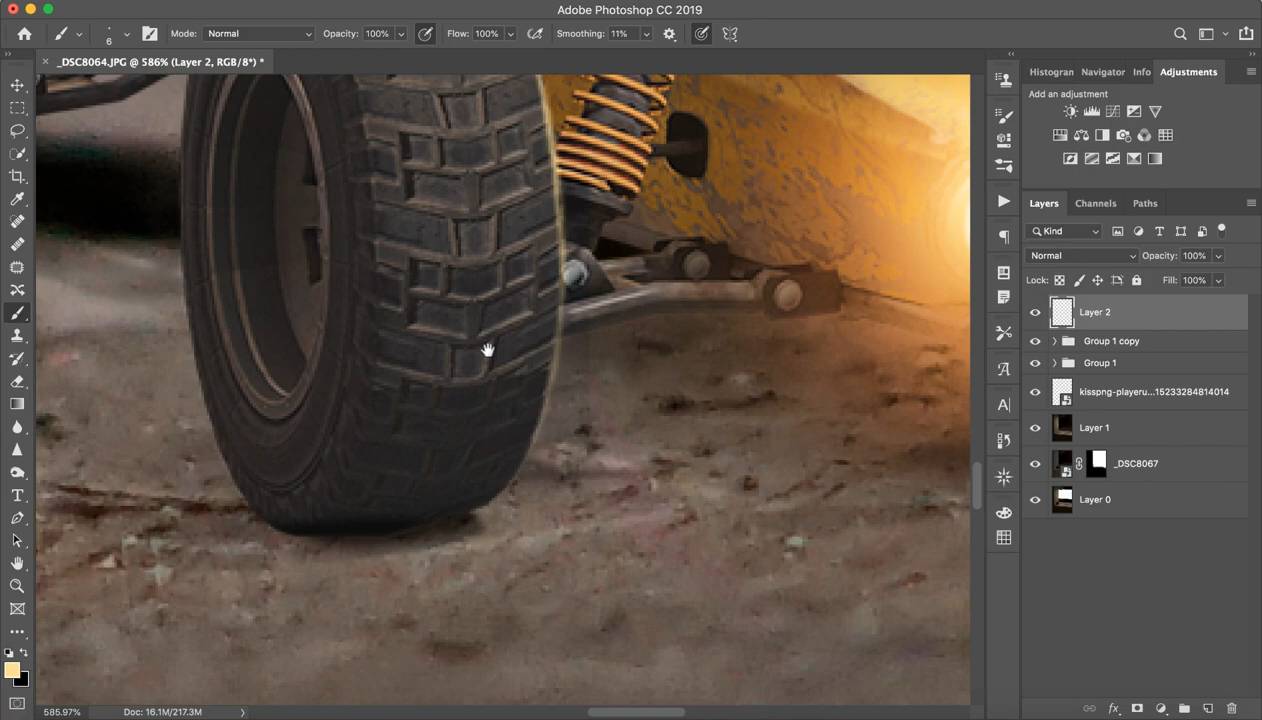 Adobe Photoshop CC 2019
6
Mode: Normal
Opacity: 100%
Flow: 100%
Smoothing: 11%
_DSC8064.JPG @ 586% (Layer 2, RGB/8*) *
Histogran
Navigator
Info
Adjustments
Add an adjustment
Layers
Channels
Paths
Kind
Normal
Opacity: 100%
Lock:
Fill: 100%
Layer 2
Group 1 copy
Group 1
kisspng-playeru...15233284814014
Layer 1
_DSC8067
Layer 0
585.97%
Doc: 16.1M/217.3M